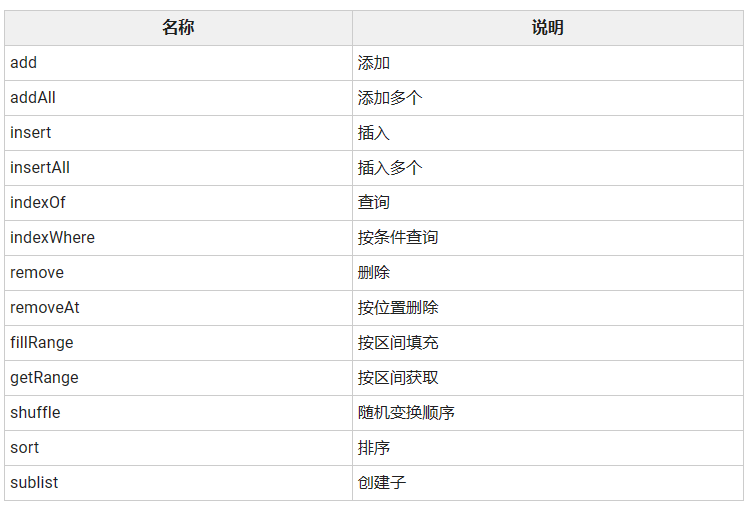 名称 说明
add 添加
addAll 添加多个
insert 插入
insertAll 插入多个
indexOf 查询
indexWhere 按条件查询
remove 删除
removeAt 按位置删除
fillRange 按区间填充
getRange 按区间获取
shuffle 随机变换顺序
sort 排序
sublist 创建子